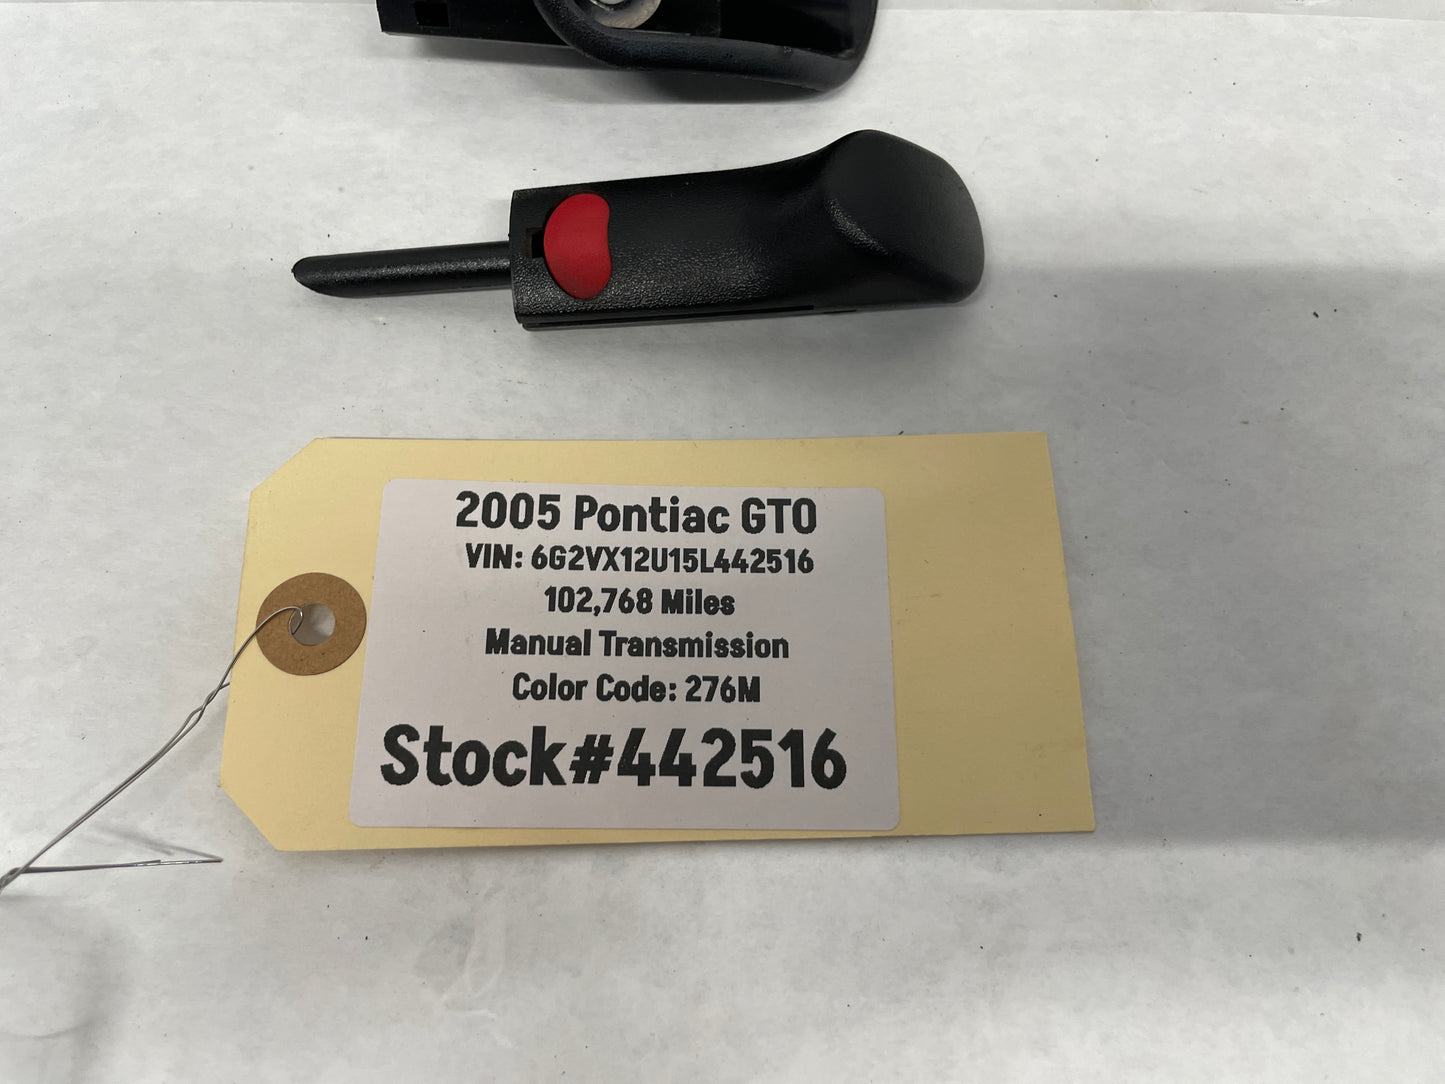 2005 Pontiac GTO
VIN: 6G2VX12U15L442516
102,768 Miles
Manual Transmission
Color Code: 276M
Stock#442516